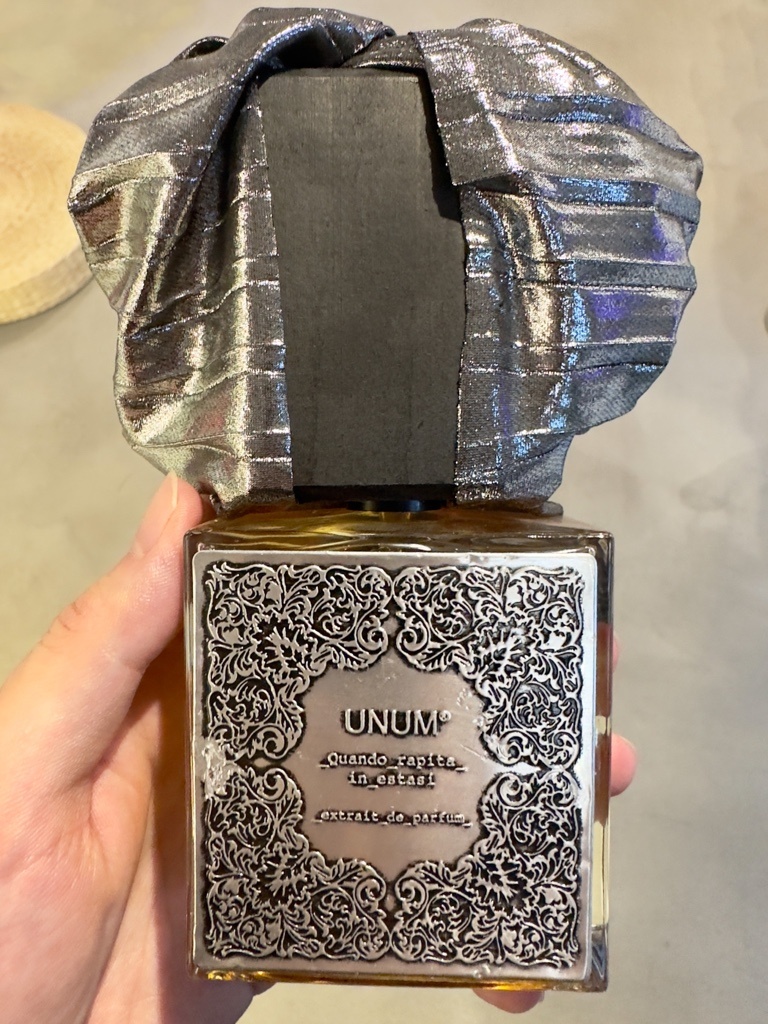 UNUM®
_Quando_rapita_
in_estasi
_extrait_de_parfum_